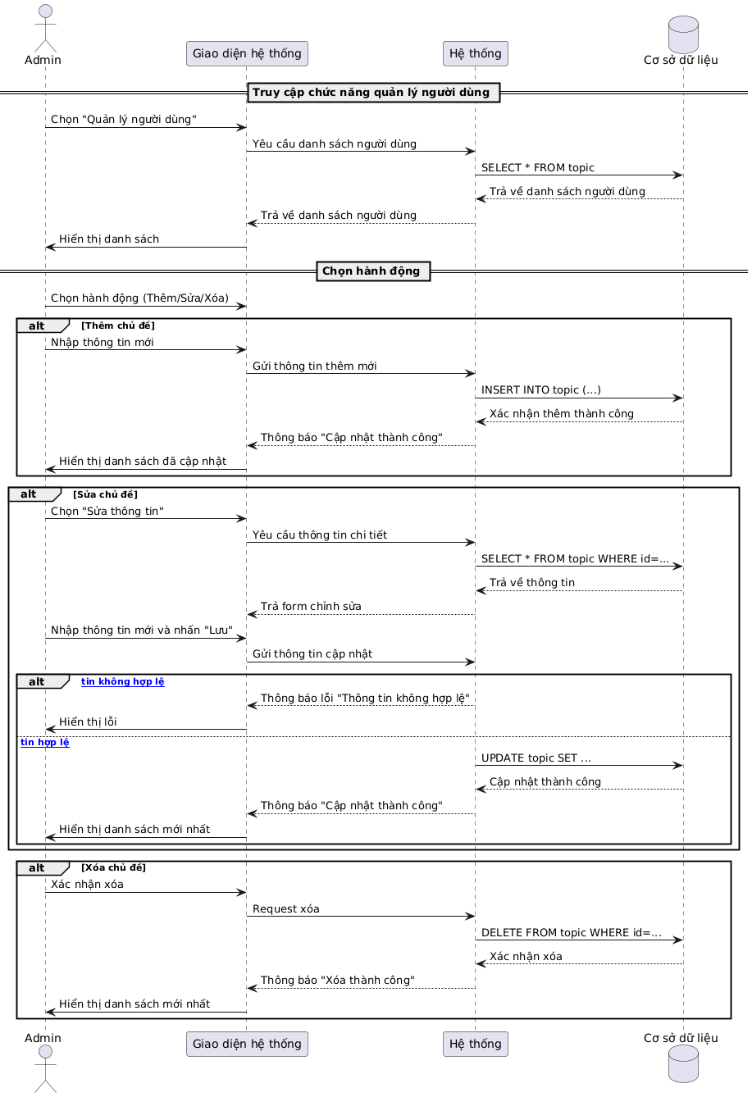 Admin
Giao diện hệ thống
Hệ thống
Cơ sở dữ liệu
Truy cập chức năng quản lý người dùng
Chọn "Quản lý người dùng"
Yêu cầu danh sách người dùng
SELECT * FROM topic
Trả về danh sách người dùng
Trả về danh sách người dùng
Hiển thị danh sách
Chọn hành động
Chọn hành động (Thêm/Sửa/Xóa)
alt [Thêm chủ đề]
Nhập thông tin mới
Gửi thông tin thêm mới
INSERT INTO topic (...)
Xác nhận thêm thành công
Thông báo "Cập nhật thành công"
Hiển thị danh sách đã cập nhật
alt [Sửa chủ đề]
Chọn "Sửa thông tin"
Yêu cầu thông tin chi tiết
SELECT * FROM topic WHERE id=...
Trả về thông tin
Trả form chỉnh sửa
Nhập thông tin mới và nhấn "Lưu"
Gửi thông tin cập nhật
alt tin không hợp lệ
Thông báo lỗi "Thông tin không hợp lệ"
Hiển thị lỗi
tin hợp lệ
UPDATE topic SET ...
Cập nhật thành công
Thông báo "Cập nhật thành công"
Hiển thị danh sách mới nhất
alt [Xóa chủ đề]
Xác nhận xóa
Request xóa
DELETE FROM topic WHERE id=...
Xác nhận xóa
Thông báo "Xóa thành công"
Hiển thị danh sách mới nhất
Admin
Giao diện hệ thống
Hệ thống
Cơ sở dữ liệu